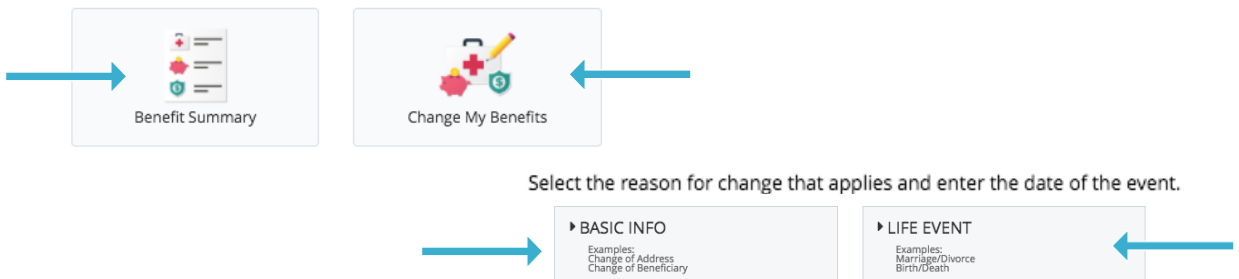 Benefit Summary
Change My Benefits
Select the reason for change that applies and enter the date of the event.
BASIC INFO
Examples:
Change of Address
Change of Beneficiary
LIFE EVENT
Examples:
Marriage/Divorce
Birth/Death